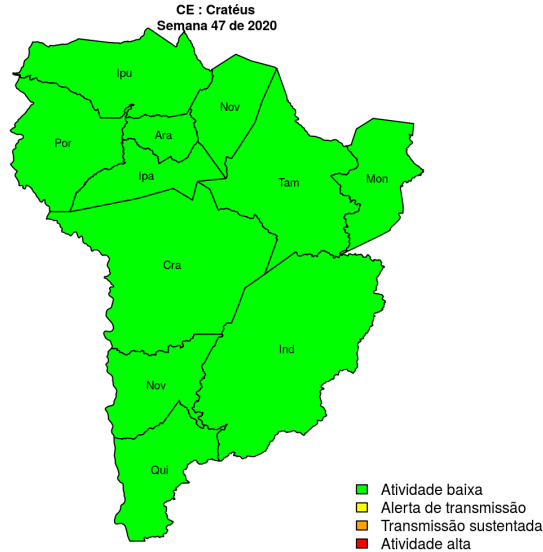 CE : Cratéus
Semana 47 de 2020
Ipu
Nov
Por
Ara
Ipa
Tam
Mon
Cra
Ind
Nov
Qui
Atividade baixa
Alerta de transmissão
Transmissão sustentada
Atividade alta